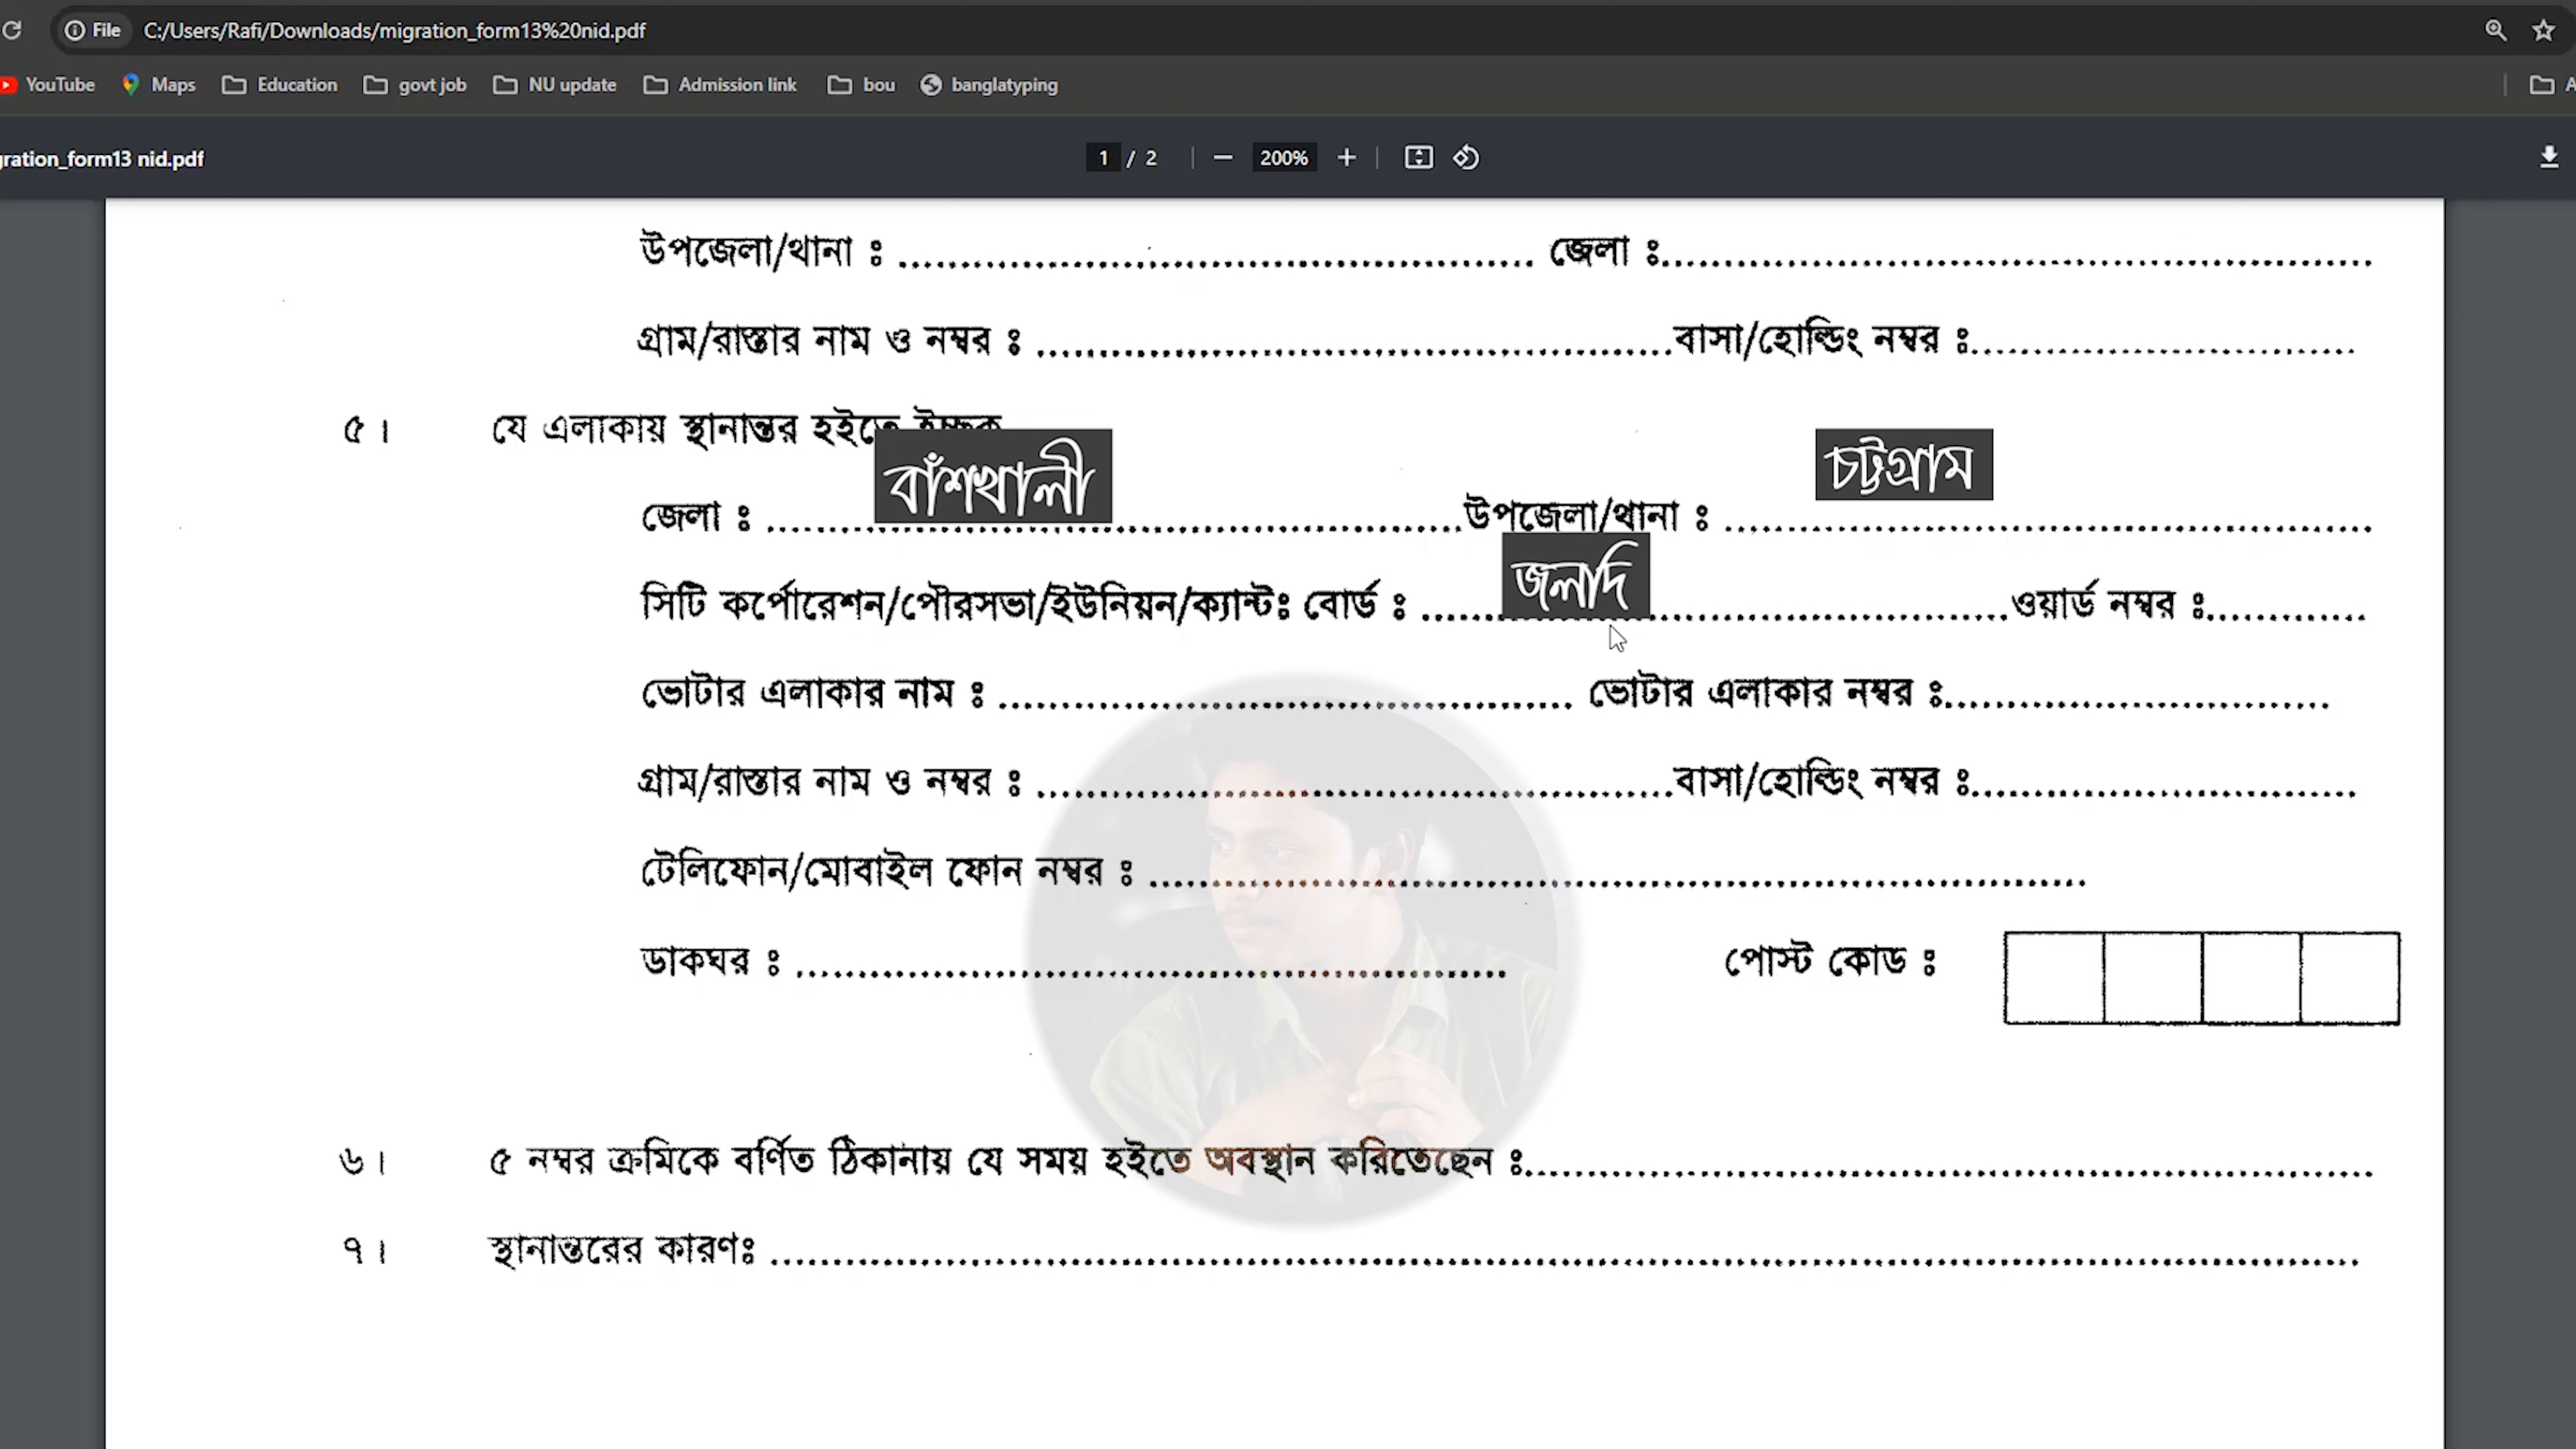 File C:/Users/Rafi/Downloads/migration_form13%20nid.pdf
YouTube Maps Education govt job NU update Admission link bou banglatyping
gration_form13 nid.pdf 1 / 2 200%
উপজেলা/থানা ঃ .................... জেলা ঃ....................
গ্রাম/রাস্তার নাম ও নম্বর ঃ .................... বাসা/হোল্ডিং নম্বর ঃ....................
৫। যে এলাকায় স্থানান্তর হইতে ইচ্ছুক
জেলা ঃ .... বাঁশখালী .................... উপজেলা/থানা ঃ .... চট্টগ্রাম ....................
সিটি কর্পোরেশন/পৌরসভা/ইউনিয়ন/ক্যান্টঃ বোর্ড ঃ .... জলদি .................... ওয়ার্ড নম্বর ঃ..............
ভোটার এলাকার নাম ঃ .................... ভোটার এলাকার নম্বর ঃ....................
গ্রাম/রাস্তার নাম ও নম্বর ঃ .................... বাসা/হোল্ডিং নম্বর ঃ....................
টেলিফোন/মোবাইল ফোন নম্বর ঃ ....................
ডাকঘর ঃ .................... পোস্ট কোড ঃ
৬। ৫ নম্বর ক্রমিকে বর্ণিত ঠিকানায় যে সময় হইতে অবস্থান করিতেছেন ঃ....................
৭। স্থানান্তরের কারণঃ ....................